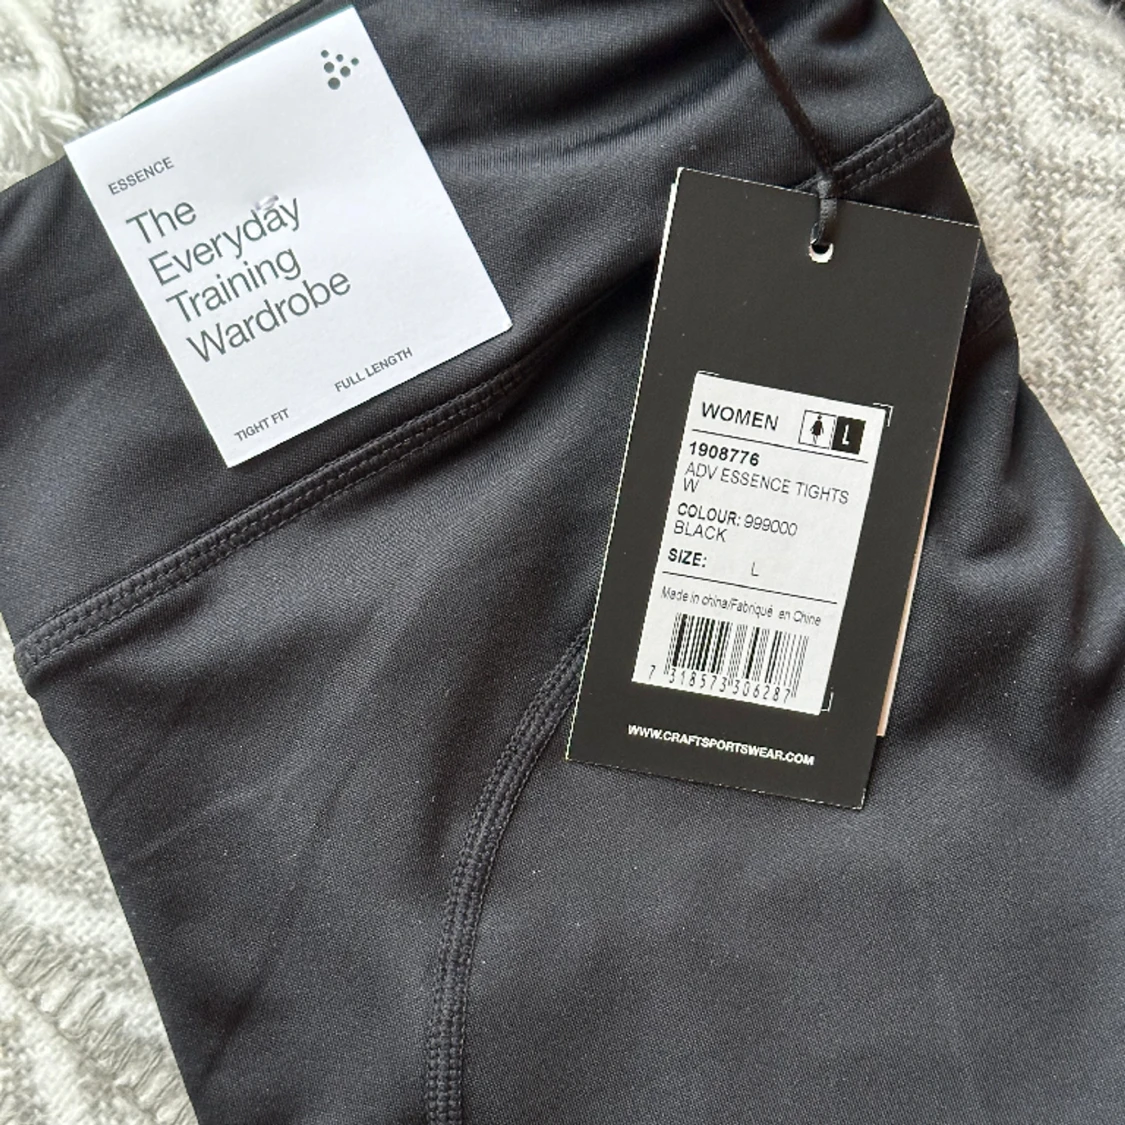 ESSENCE
The
Everyday
Training
Wardrobe
FULL LENGTH
TIGHT FIT
WOMEN L
1908776
ADV ESSENCE TIGHTS
W
COLOUR: 999000
BLACK
SIZE: L
Made in china/Fabriqué en Chine
7 318573 306287
WWW.CRAFTSPORTSWEAR.COM